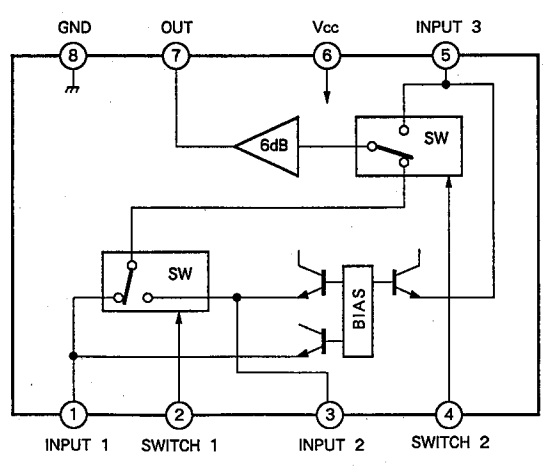 GND OUT Vcc INPUT 3
8 7 6 5
6dB
SW
SW
BIAS
1 2 3 4
INPUT 1 SWITCH 1 INPUT 2 SWITCH 2